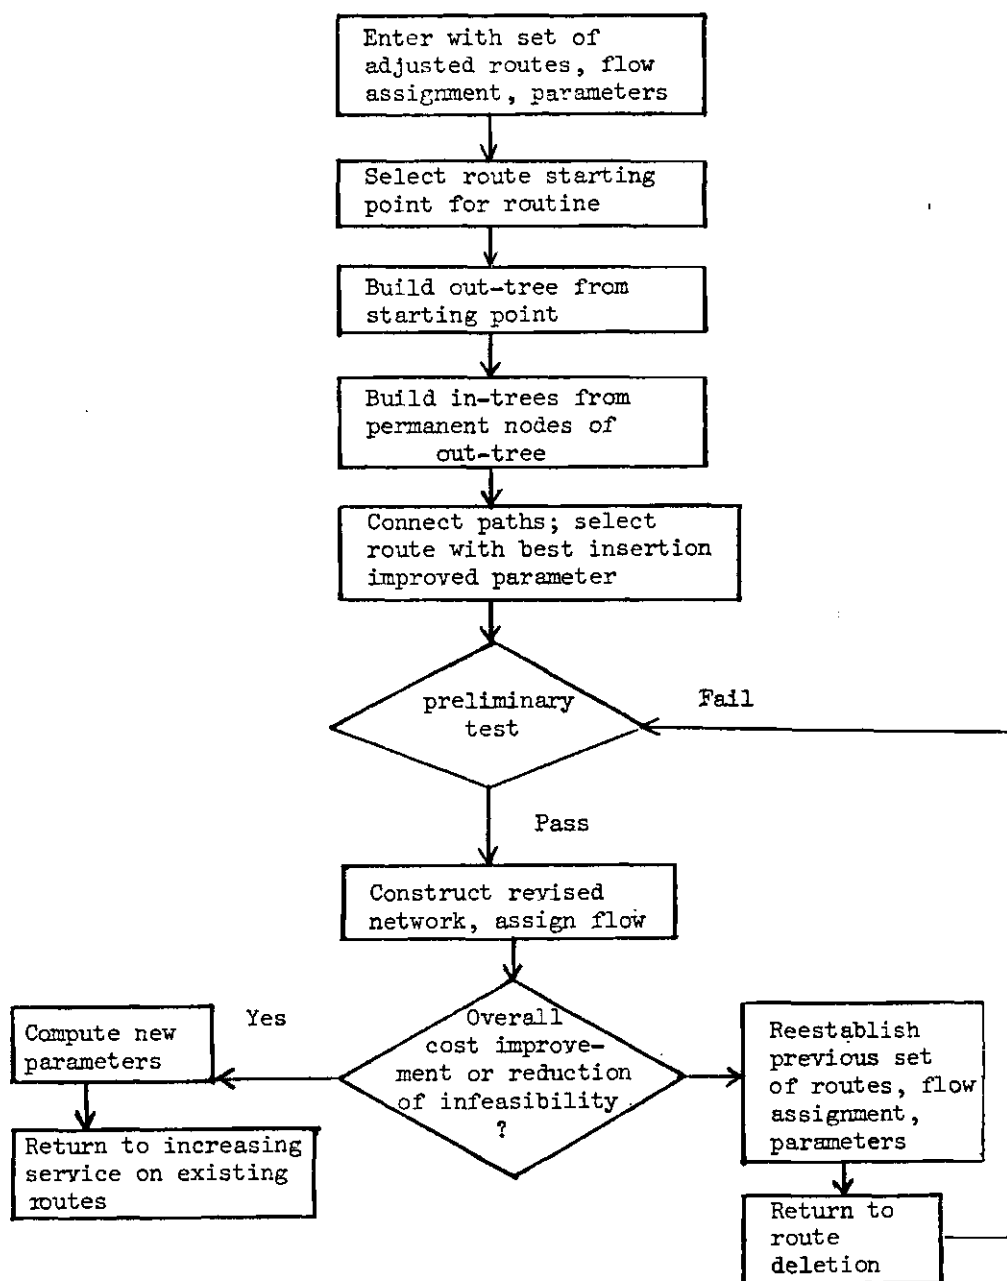 Enter with set of
adjusted routes, flow
assignment, parameters
Select route starting
point for routine
Build out-tree from
starting point
Build in-trees from
permanent nodes of
out-tree
Connect paths; select
route with best insertion
improved parameter
preliminary
test
Fail
Pass
Construct revised
network, assign flow
Overall
cost improve-
ment or reduction
of infeasibility
?
Yes
Compute new
parameters
Return to increasing
service on existing
routes
Reestablish
previous set
of routes, flow
assignment,
parameters
Return to
route
deletion